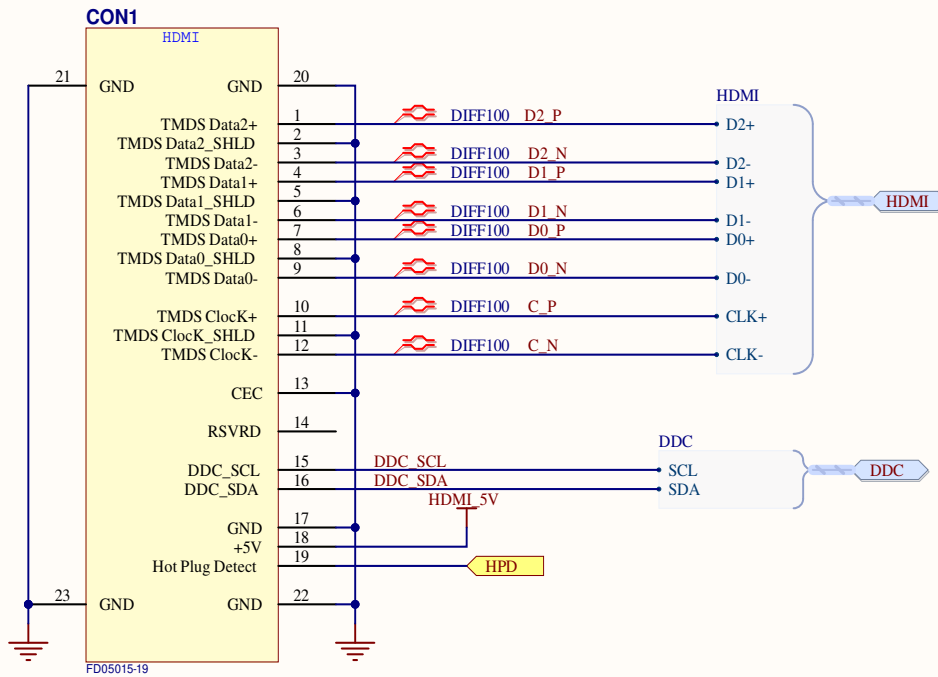 CON1
HDMI
21 GND GND 20
TMDS Data2+ 1 DIFF100 D2_P
TMDS Data2_SHLD 2
TMDS Data2- 3 DIFF100 D2_N
TMDS Data1+ 4 DIFF100 D1_P
TMDS Data1_SHLD 5
TMDS Data1- 6 DIFF100 D1_N
TMDS Data0+ 7 DIFF100 D0_P
TMDS Data0_SHLD 8
TMDS Data0- 9 DIFF100 D0_N
TMDS ClocK+ 10 DIFF100 C_P
TMDS ClocK_SHLD 11
TMDS ClocK- 12 DIFF100 C_N
CEC 13
RSVRD 14
DDC_SCL 15 DDC_SCL
DDC_SDA 16 DDC_SDA
HDMI_5V
GND 17
+5V 18
Hot Plug Detect 19 HPD
23 GND GND 22
FD05015-19
HDMI
D2+
D2-
D1+
D1-
D0+
D0-
CLK+
CLK-
HDMI
DDC
SCL
SDA
DDC